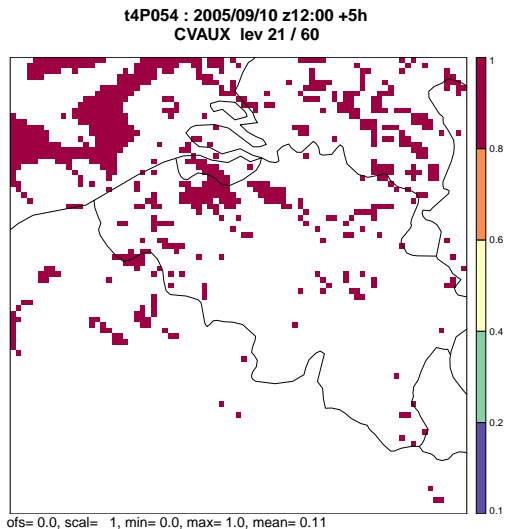 t4P054 : 2005/09/10 z12:00 +5h
CVAUX  lev 21 / 60
1
0.8
0.6
0.4
0.2
0.1
ofs= 0.0, scal=   1, min= 0.0, max= 1.0, mean= 0.11